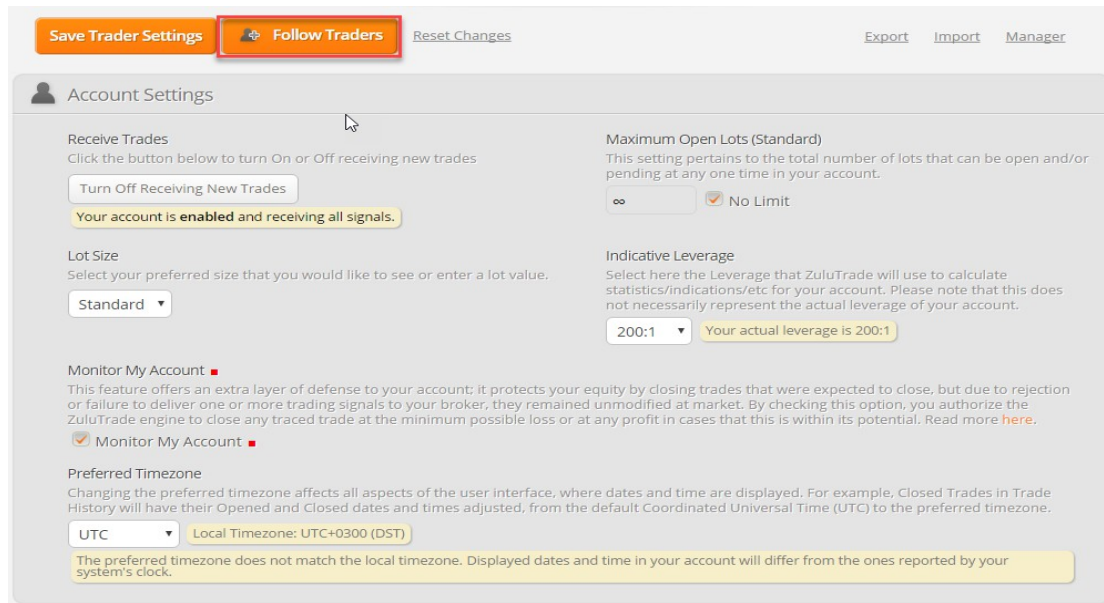 Save Trader Settings Follow Traders Reset Changes Export Import Manager
Account Settings
Receive Trades
Click the button below to turn On or Off receiving new trades
Turn Off Receiving New Trades
Your account is enabled and receiving all signals.
Maximum Open Lots (Standard)
This setting pertains to the total number of lots that can be open and/or
pending at any one time in your account.
∞ No Limit
Lot Size
Select your preferred size that you would like to see or enter a lot value.
Standard
Indicative Leverage
Select here the Leverage that ZuluTrade will use to calculate
statistics/indications/etc for your account. Please note that this does
not necessarily represent the actual leverage of your account.
200:1 Your actual leverage is 200:1
Monitor My Account
This feature offers an extra layer of defense to your account; it protects your equity by closing trades that were expected to close, but due to rejection
or failure to deliver one or more trading signals to your broker, they remained unmodified at market. By checking this option, you authorize the
ZuluTrade engine to close any traced trade at the minimum possible loss or at any profit in cases that this is within its potential. Read more here.
Monitor My Account
Preferred Timezone
Changing the preferred timezone affects all aspects of the user interface, where dates and time are displayed. For example, Closed Trades in Trade
History will have their Opened and Closed dates and times adjusted, from the default Coordinated Universal Time (UTC) to the preferred timezone.
UTC Local Timezone: UTC+0300 (DST)
The preferred timezone does not match the local timezone. Displayed dates and time in your account will differ from the ones reported by your
system's clock.